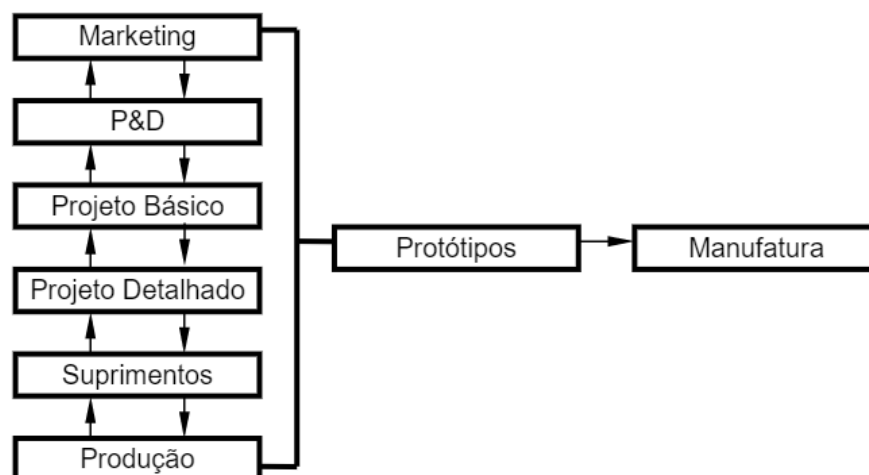 Marketing
P&D
Projeto Básico
Projeto Detalhado
Suprimentos
Produção
Protótipos
Manufatura